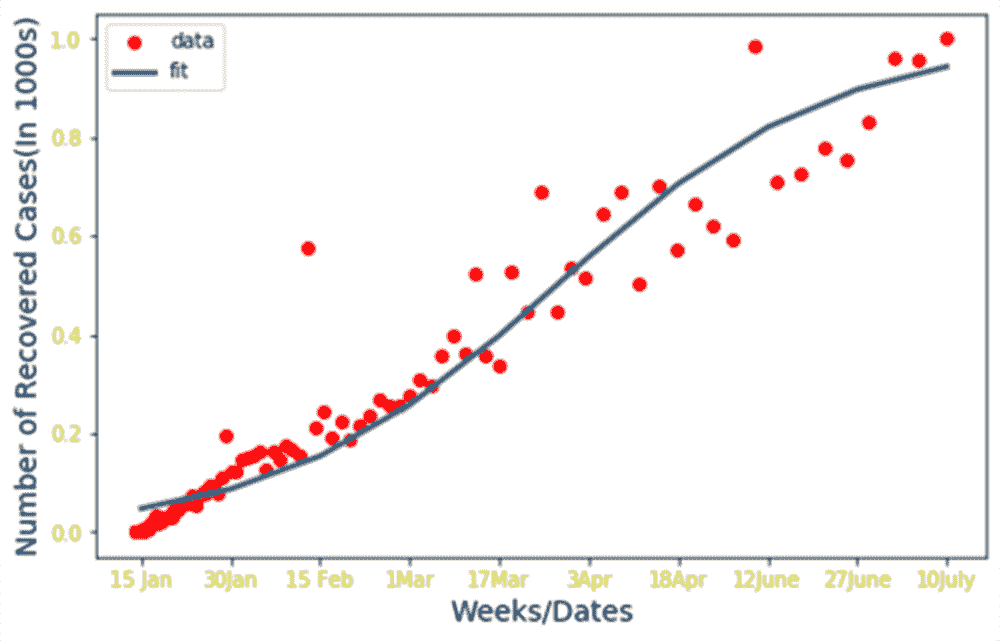 Number of Recovered Cases(In 1000s)
data
fit
1.0
0.8
0.6
0.4
0.2
0.0
15 Jan 30Jan 15 Feb 1Mar 17Mar 3Apr 18Apr 12June 27June 10July
Weeks/Dates